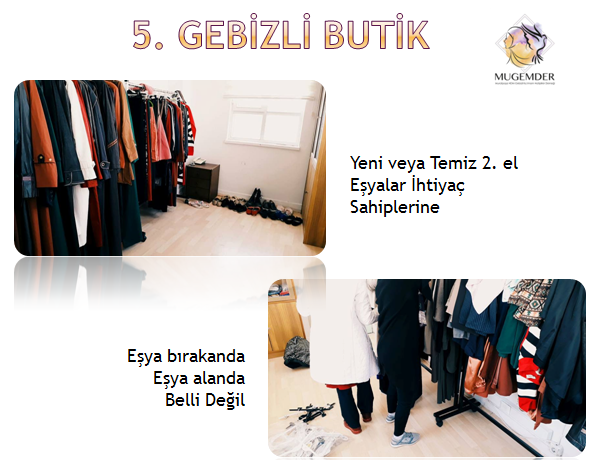 5. GEBİZLİ BUTİK
MUGEMDER
Yeni veya Temiz 2. el
Eşyalar İhtiyaç
Sahiplerine
Eşya bırakanda
Eşya alanda
Belli Değil